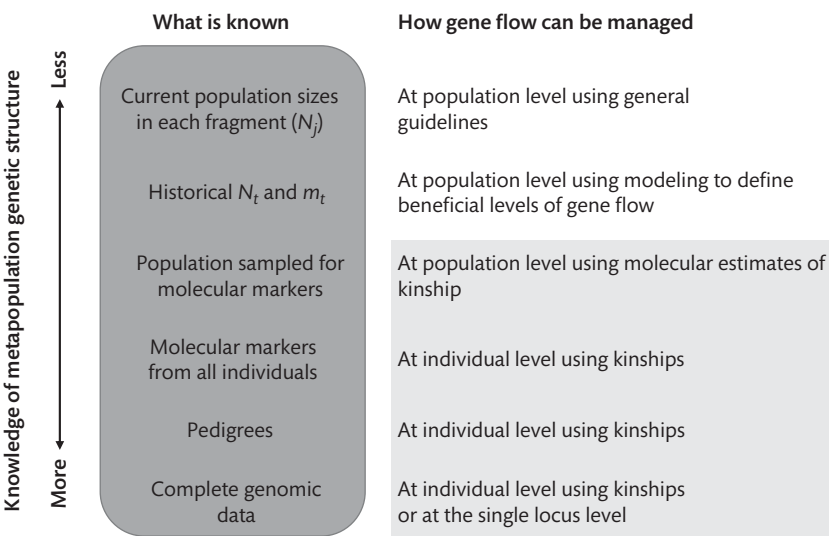 What is known
How gene flow can be managed
Knowledge of metapopulation genetic structure
Less
More
Current population sizes
in each fragment (Nj)
At population level using general
guidelines
Historical Nt and mt
At population level using modeling to define
beneficial levels of gene flow
Population sampled for
molecular markers
At population level using molecular estimates of
kinship
Molecular markers
from all individuals
At individual level using kinships
Pedigrees
At individual level using kinships
Complete genomic
data
At individual level using kinships
or at the single locus level